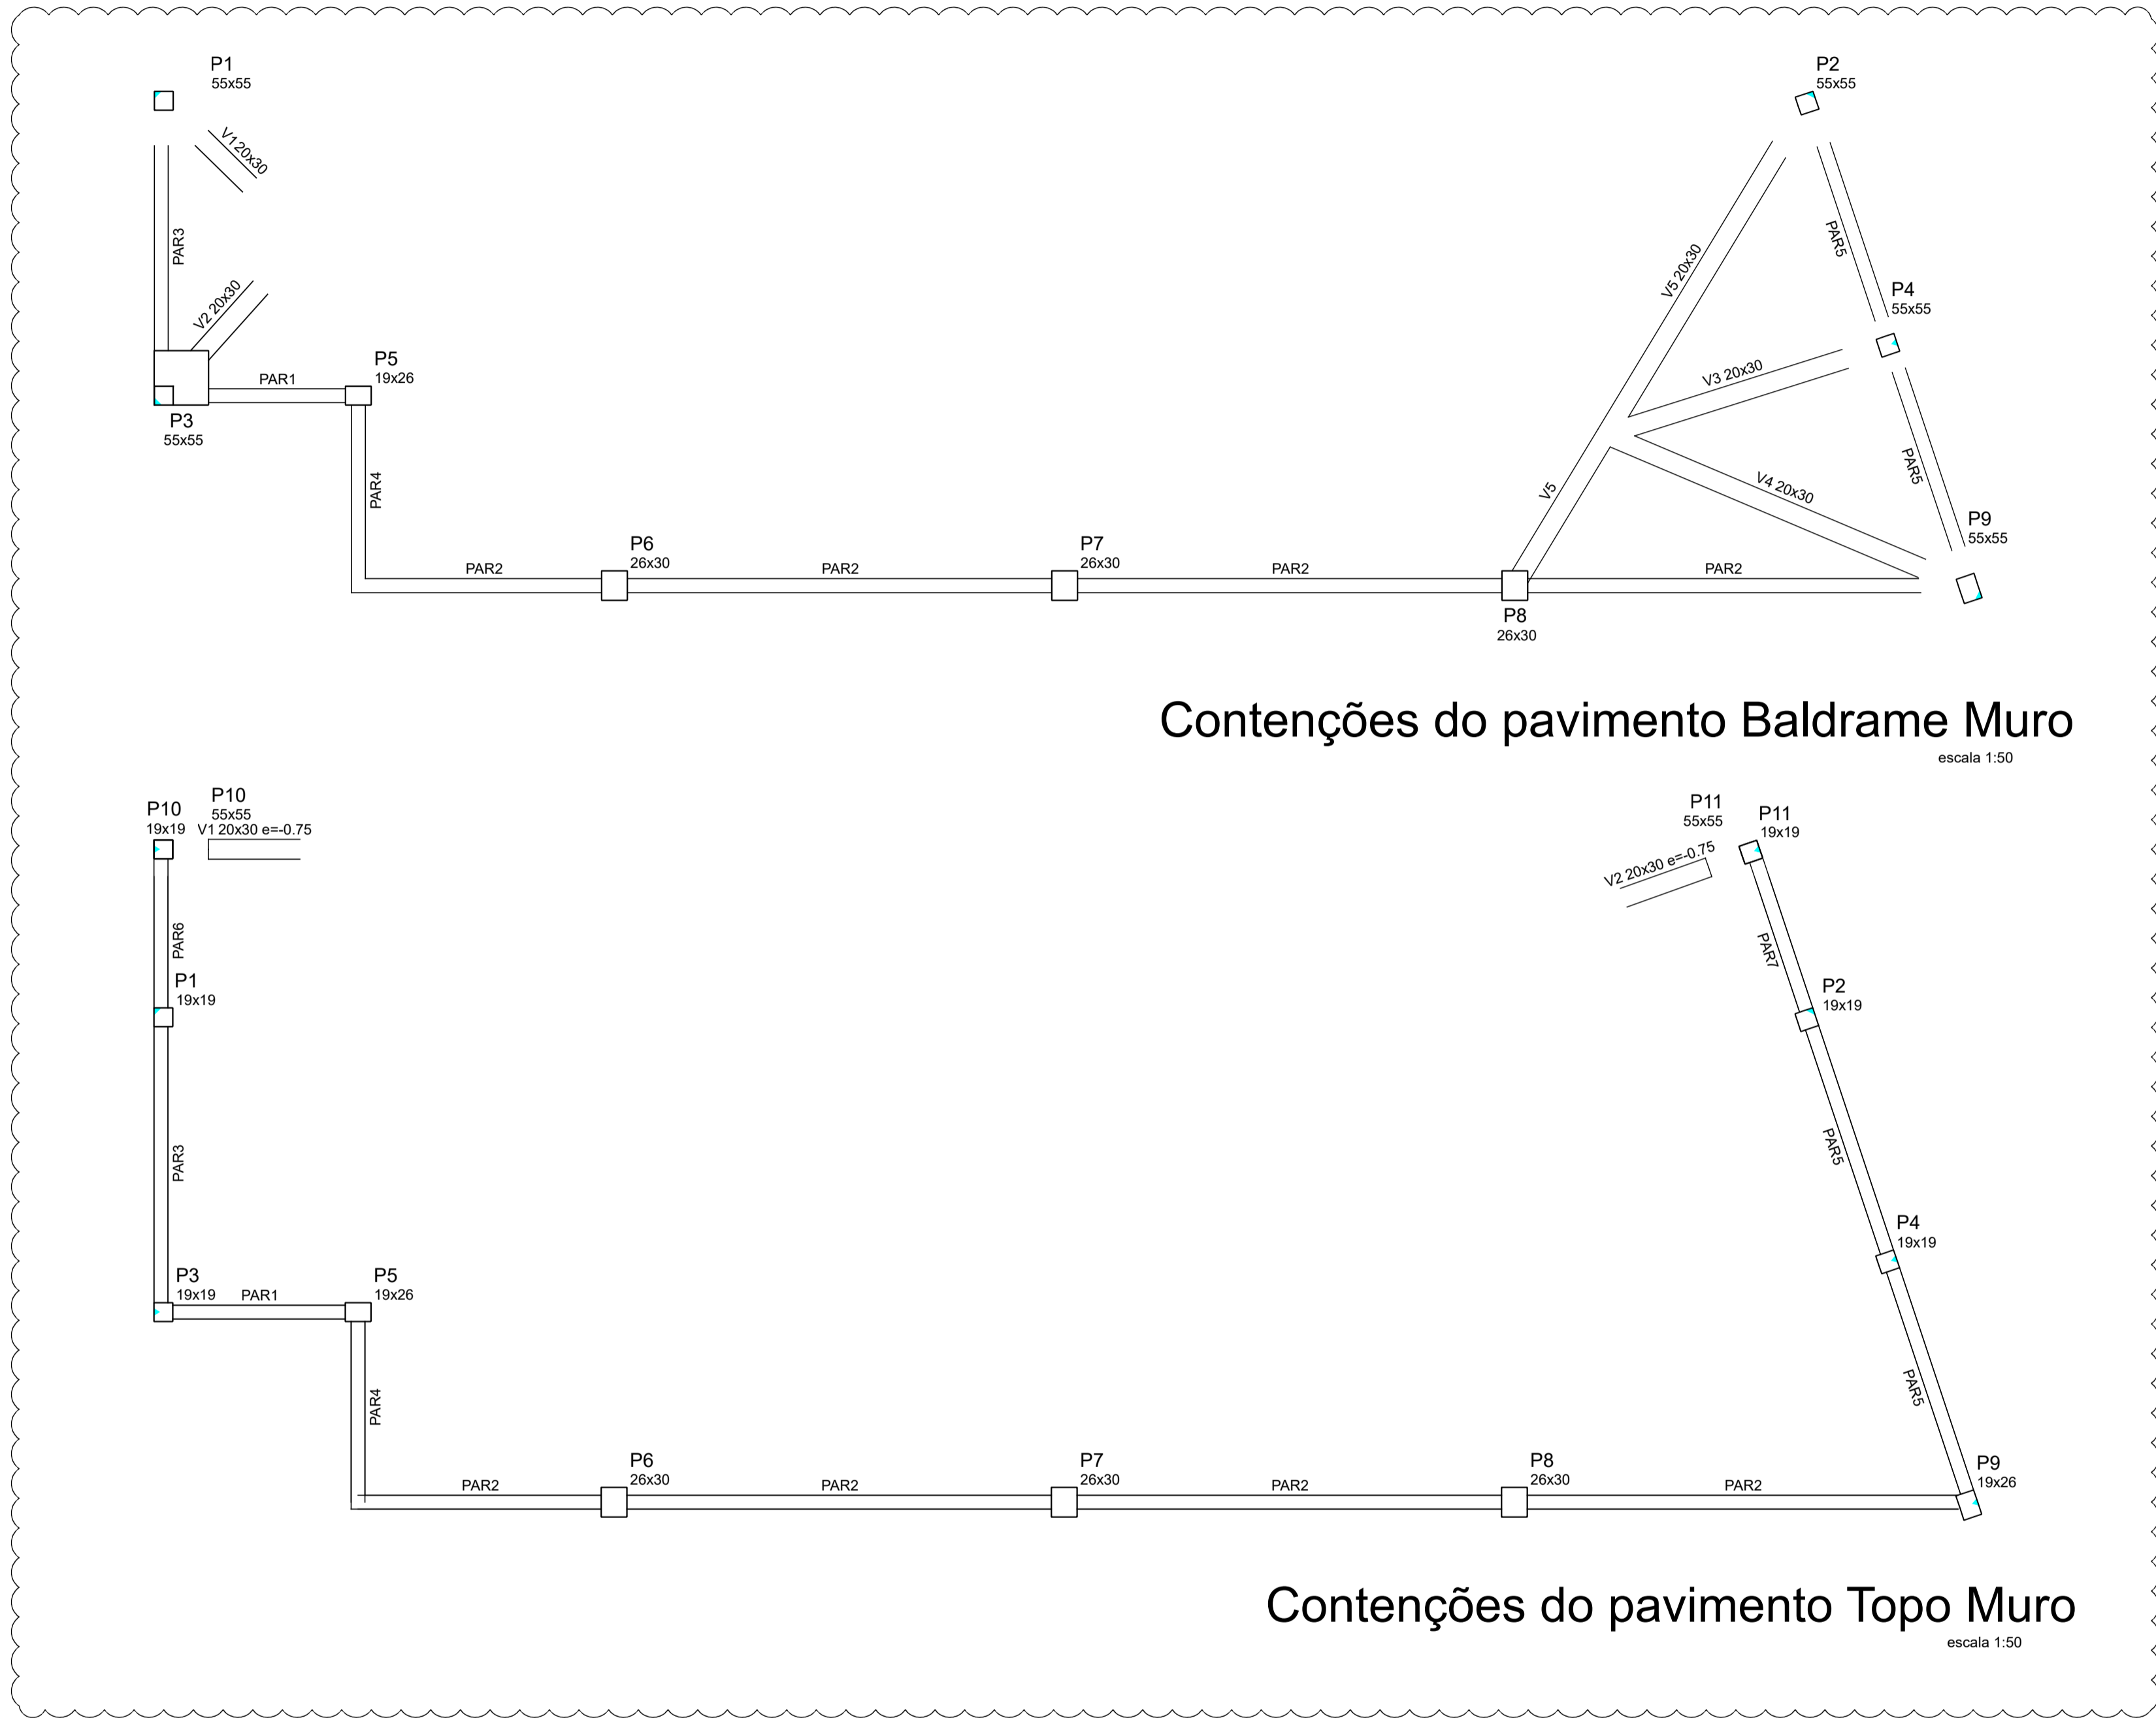 P1
55x55
P2
55x55
V1 20x30
PAR3
V5 20x30
PAR5
V2 20x30
P4
55x55
P5
19x26
PAR1
V3 20x30
P3
55x55
PAR4
V5
V4 20x30
PAR5
P9
55x55
P6
26x30
P7
26x30
PAR2
PAR2
PAR2
PAR2
P8
26x30
Contenções do pavimento Baldrame Muro
escala 1:50
P10
19x19
P10
55x55
V1 20x30 e=-0.75
P11
55x55
P11
19x19
V2 20x30 e=-0.75
PAR6
PAR7
P1
19x19
P2
19x19
PAR3
PAR5
P4
19x19
P3
19x19
PAR1
P5
19x26
PAR4
PAR5
P6
26x30
P7
26x30
P8
26x30
P9
19x26
PAR2
PAR2
PAR2
PAR2
Contenções do pavimento Topo Muro
escala 1:50